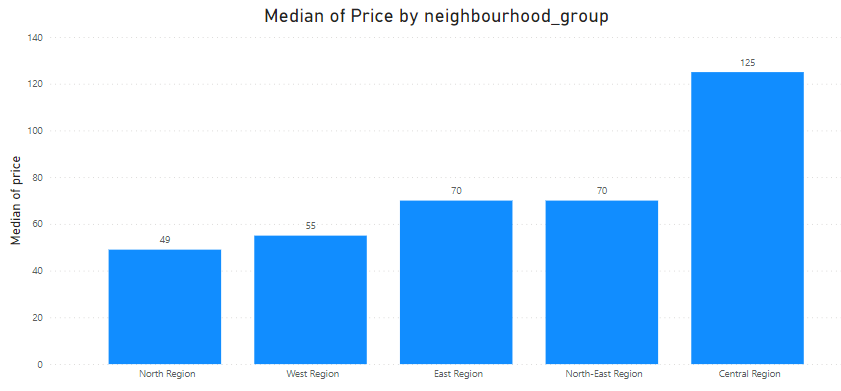 Median of Price by neighbourhood_group
Median of price
140
120
100
80
60
40
20
0
49
55
70
70
125
North Region
West Region
East Region
North-East Region
Central Region